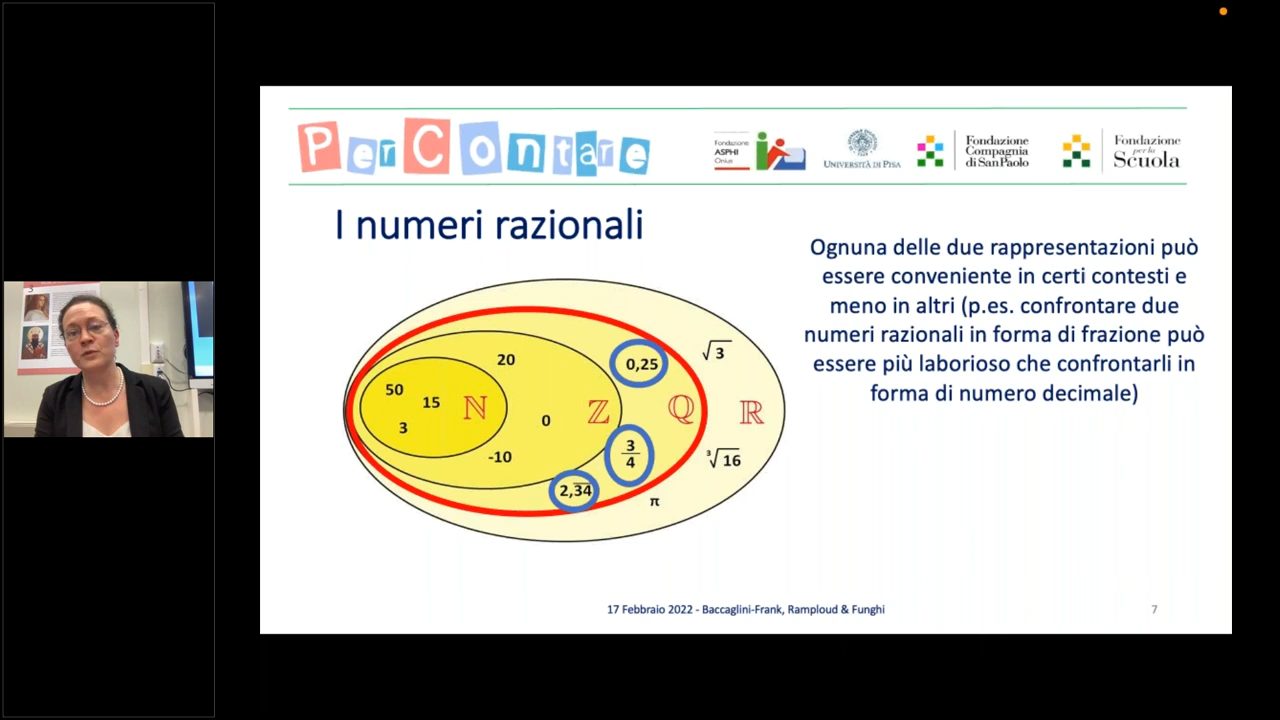 PerContare
Fondazione
ASPHI
Onlus
UNIVERSITÀ DI PISA
Fondazione
Compagnia
di San Paolo
Fondazione
per la
Scuola
I numeri razionali
Ognuna delle due rappresentazioni può
essere conveniente in certi contesti e
meno in altri (p.es. confrontare due
numeri razionali in forma di frazione può
essere più laborioso che confrontarli in
forma di numero decimale)
√3
20
0,25
50
15
ℕ
3
0
ℤ
ℚ
ℝ
-10
3/4
³√16
2,3̅4̅
π
17 Febbraio 2022 - Baccaglini-Frank, Ramploud & Funghi
7